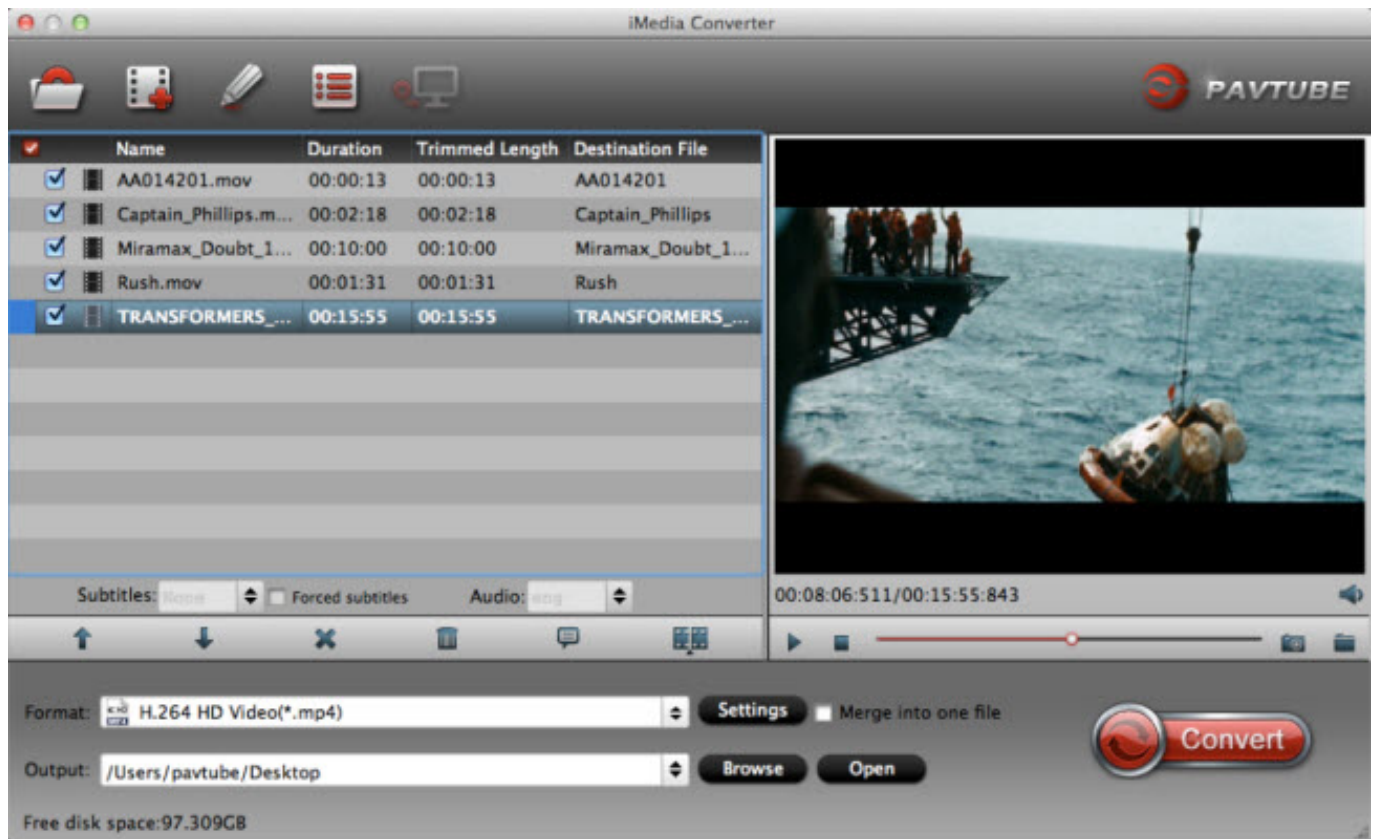 iMedia Converter
PAVTUBE
Name Duration Trimmed Length Destination File
AA014201.mov 00:00:13 00:00:13 AA014201
Captain_Phillips.m... 00:02:18 00:02:18 Captain_Phillips
Miramax_Doubt_1... 00:10:00 00:10:00 Miramax_Doubt_1...
Rush.mov 00:01:31 00:01:31 Rush
TRANSFORMERS_... 00:15:55 00:15:55 TRANSFORMERS_...
Subtitles: None Forced subtitles Audio: eng
00:08:06:511/00:15:55:843
Format: H.264 HD Video(*.mp4) Settings Merge into one file
Convert
Output: /Users/pavtube/Desktop Browse Open
Free disk space:97.309GB